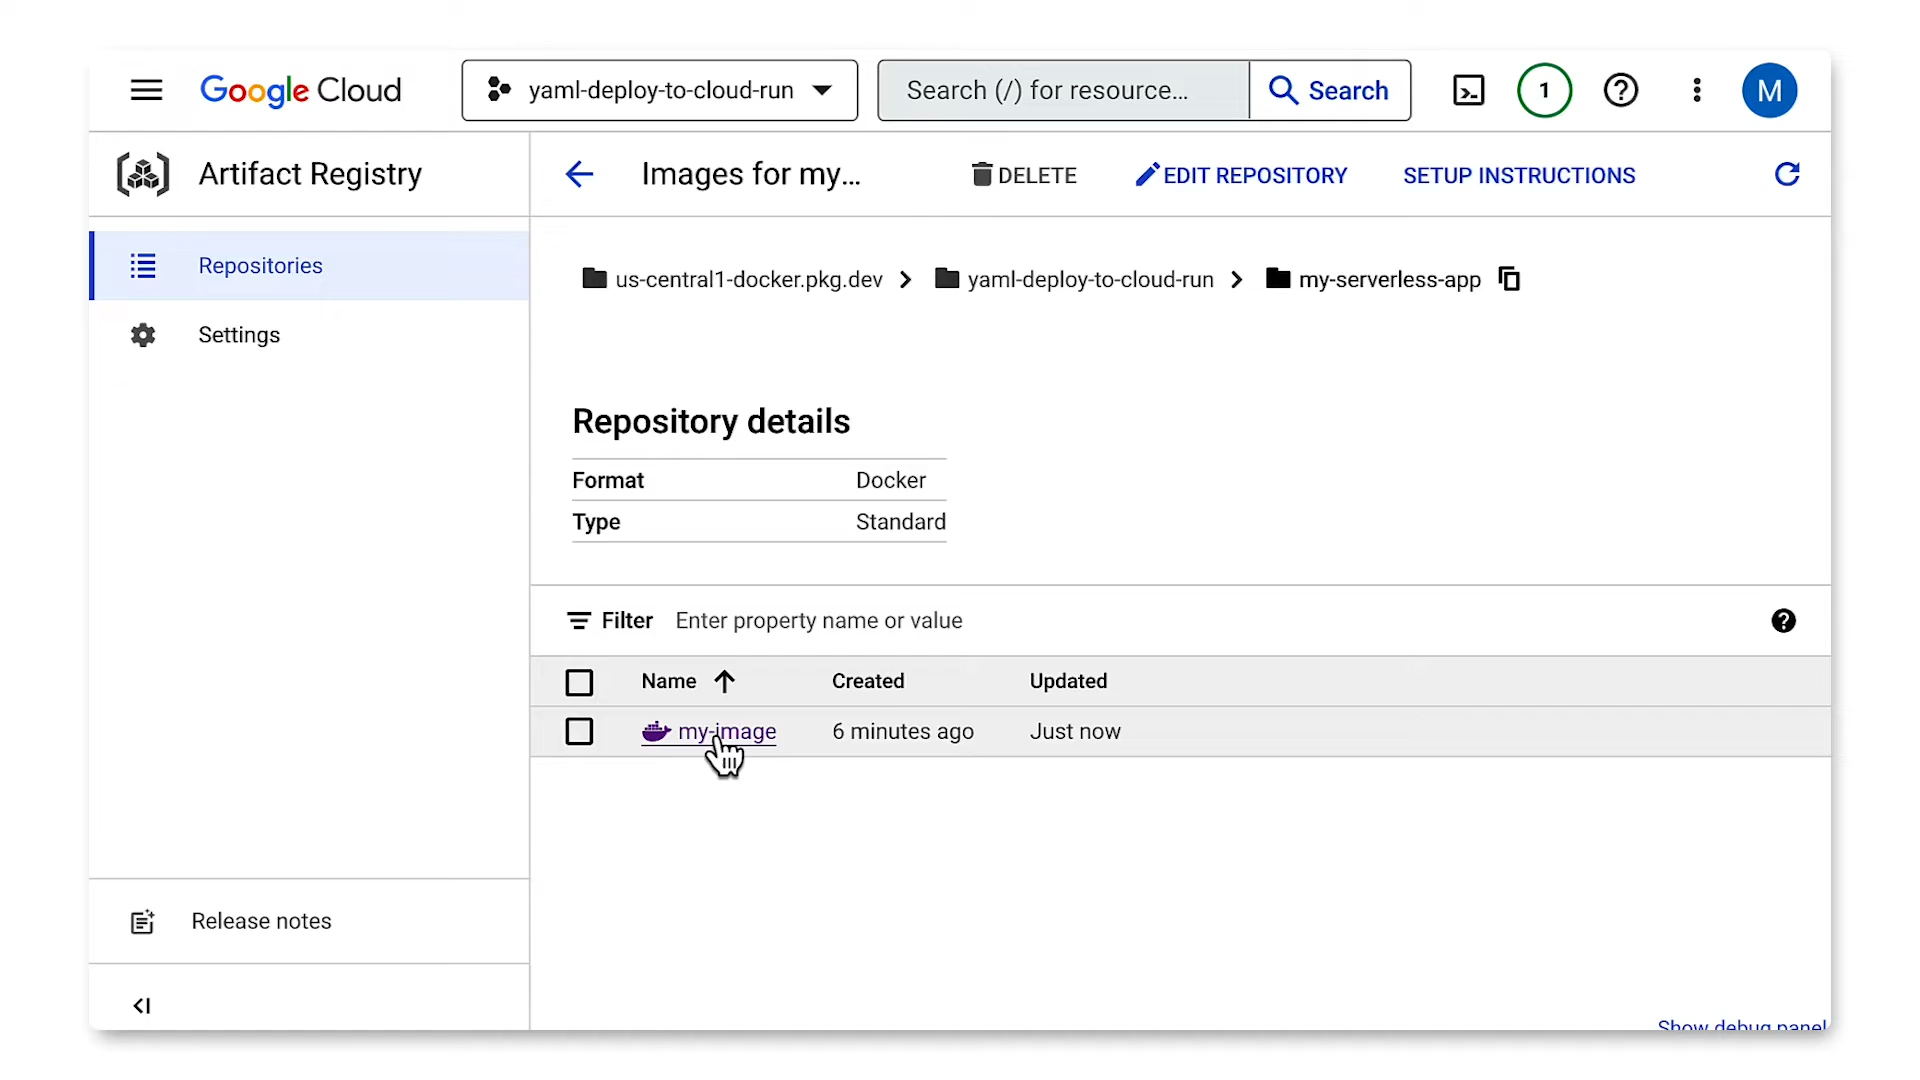 Google Cloud
yaml-deploy-to-cloud-run
Search (/) for resource...
Search
1
M
Artifact Registry
Images for my...
DELETE
EDIT REPOSITORY
SETUP INSTRUCTIONS
Repositories
Settings
us-central1-docker.pkg.dev
yaml-deploy-to-cloud-run
my-serverless-app
Repository details
Format Docker
Type Standard
Filter Enter property name or value
Name Created Updated
my-image 6 minutes ago Just now
Release notes
Show debug panel